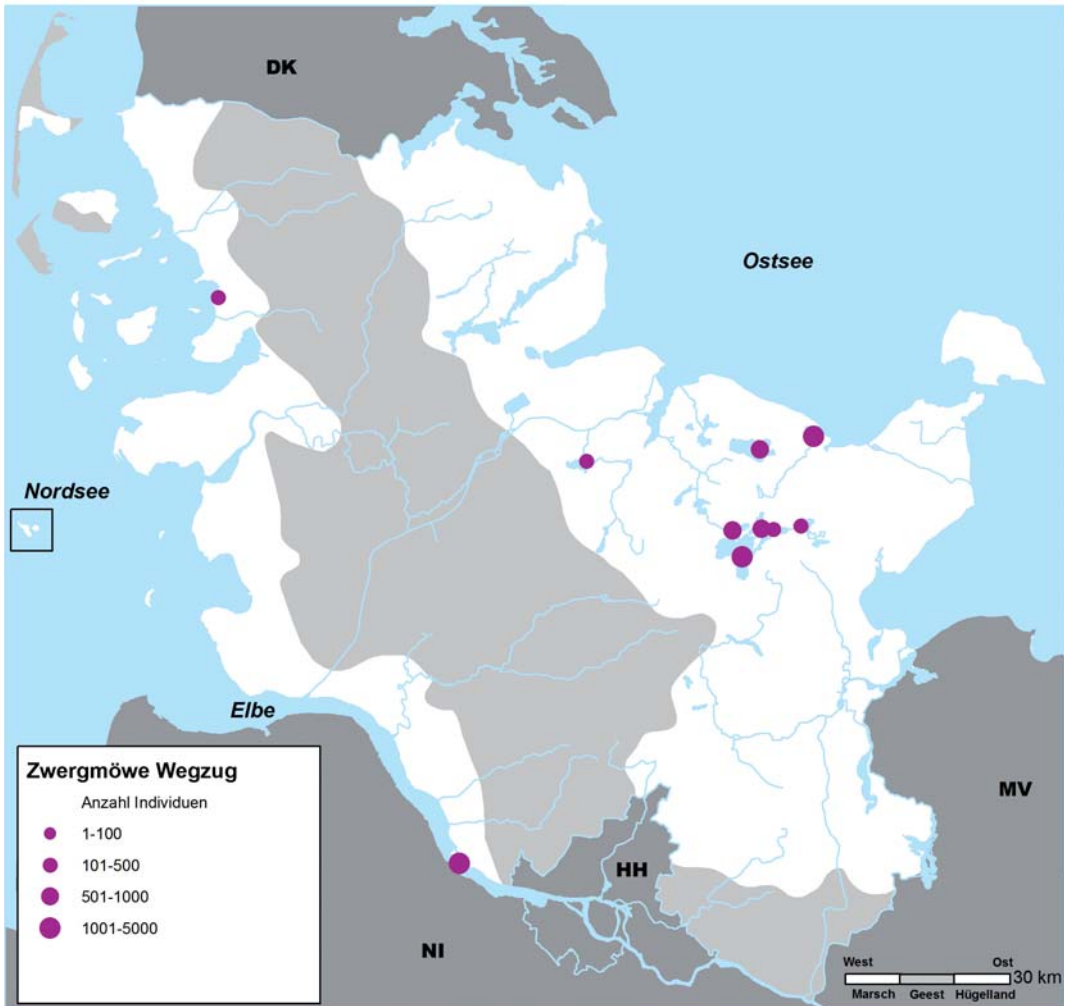 DK
Ostsee
Nordsee
Elbe
Zwergmöwe Wegzug
Anzahl Individuen
1-100
101-500
501-1000
1001-5000
MV
HH
NI
West Ost
30 km
Marsch Geest Hügelland